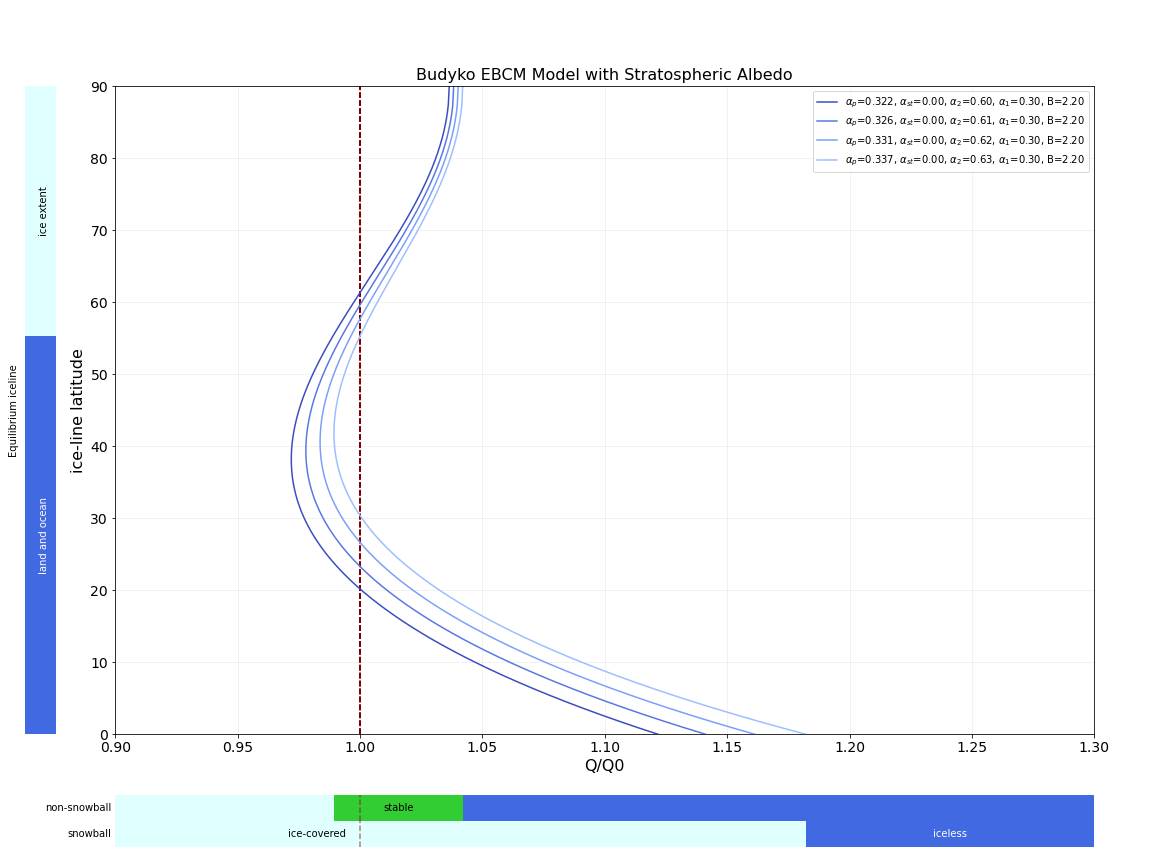 Budyko EBCM Model with Stratospheric Albedo
αp=0.322, αst=0.00, α2=0.60, α1=0.30, B=2.20
αp=0.326, αst=0.00, α2=0.61, α1=0.30, B=2.20
αp=0.331, αst=0.00, α2=0.62, α1=0.30, B=2.20
αp=0.337, αst=0.00, α2=0.63, α1=0.30, B=2.20
90
80
70
60
50
40
30
20
10
0
ice-line latitude
Equilibrium iceline
ice extent
land and ocean
0.90 0.95 1.00 1.05 1.10 1.15 1.20 1.25 1.30
Q/Q0
non-snowball stable
snowball ice-covered iceless